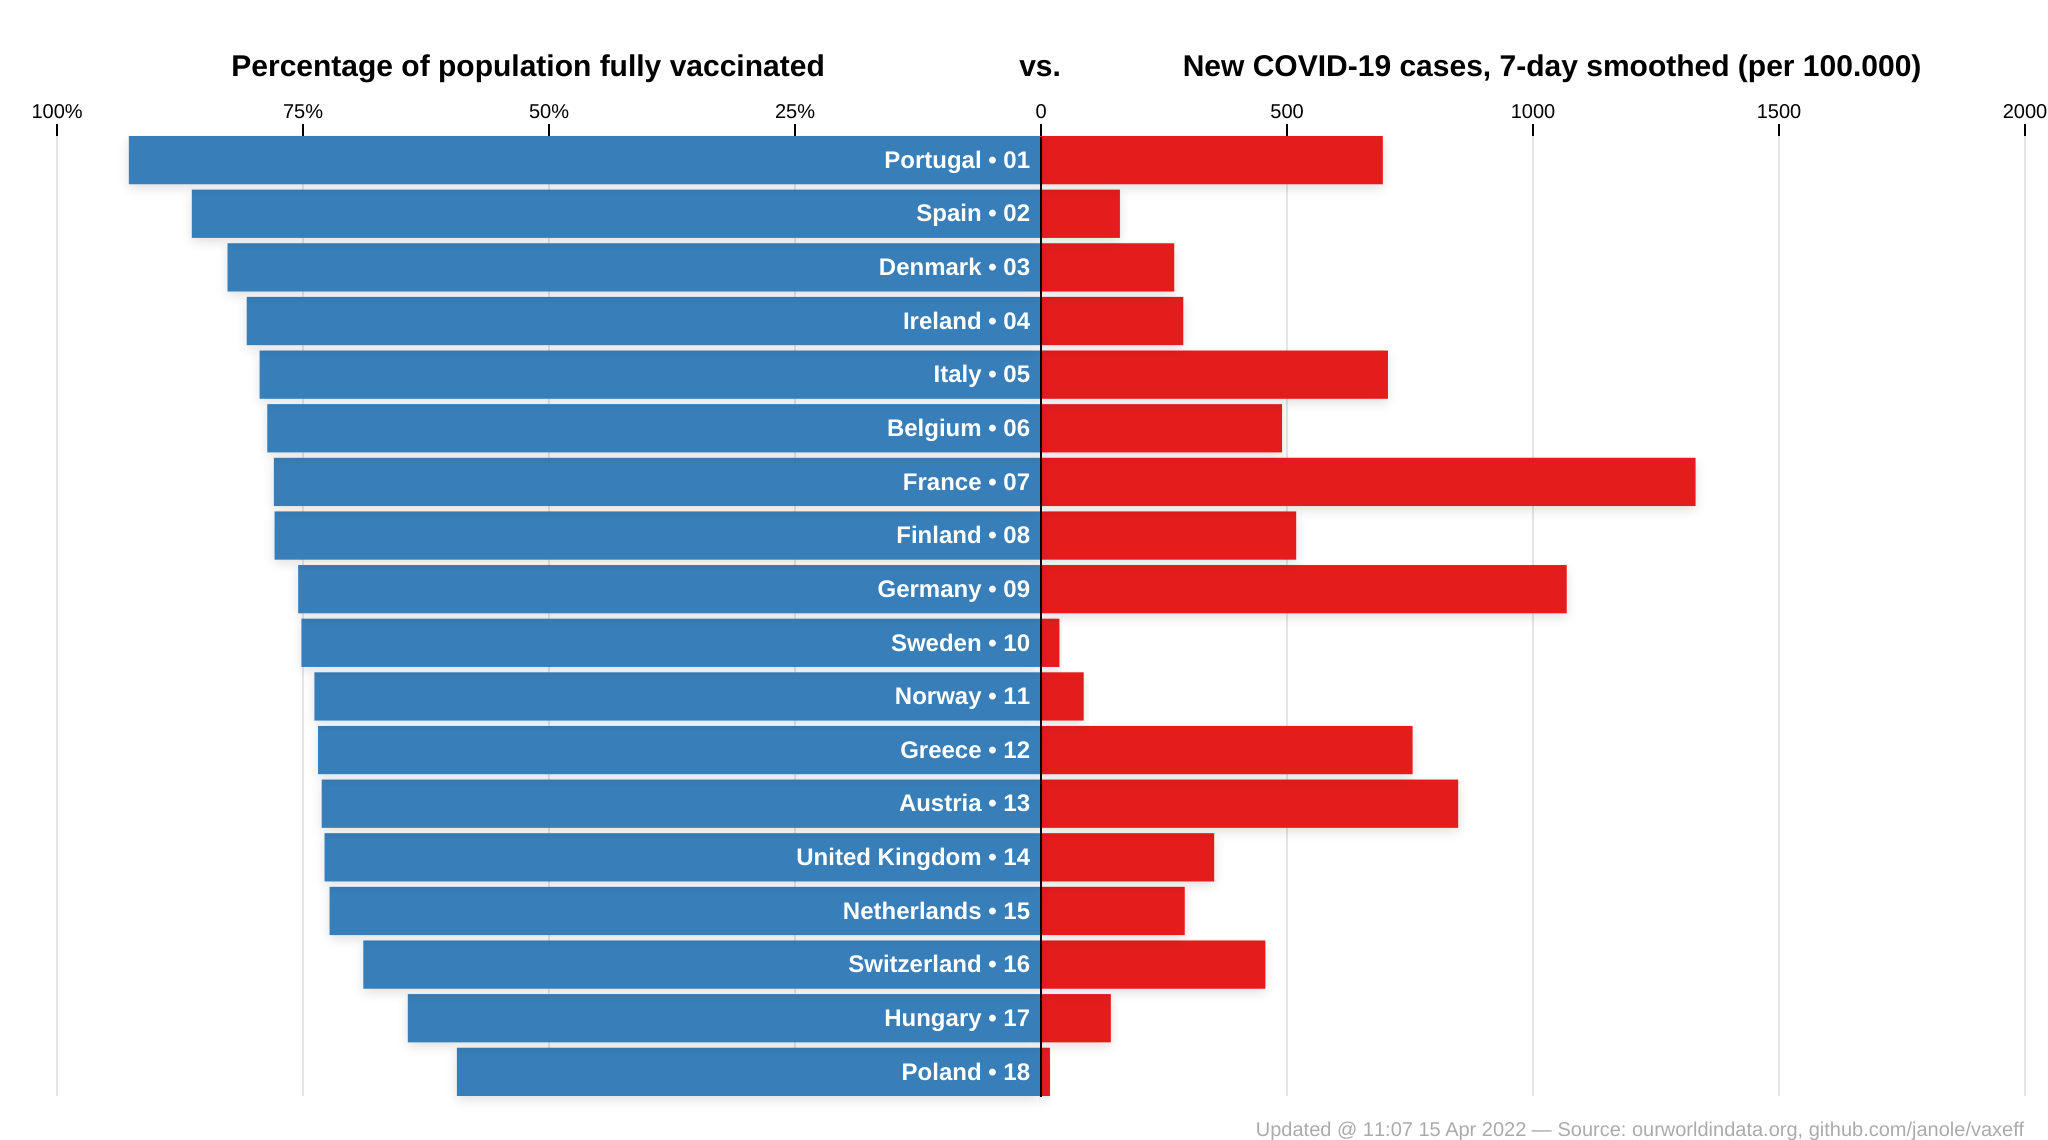 Percentage of population fully vaccinated vs. New COVID-19 cases, 7-day smoothed (per 100.000)
100% 75% 50% 25% 0 500 1000 1500 2000
Portugal • 01
Spain • 02
Denmark • 03
Ireland • 04
Italy • 05
Belgium • 06
France • 07
Finland • 08
Germany • 09
Sweden • 10
Norway • 11
Greece • 12
Austria • 13
United Kingdom • 14
Netherlands • 15
Switzerland • 16
Hungary • 17
Poland • 18
Updated @ 11:07 15 Apr 2022 — Source: ourworldindata.org, github.com/janole/vaxeff